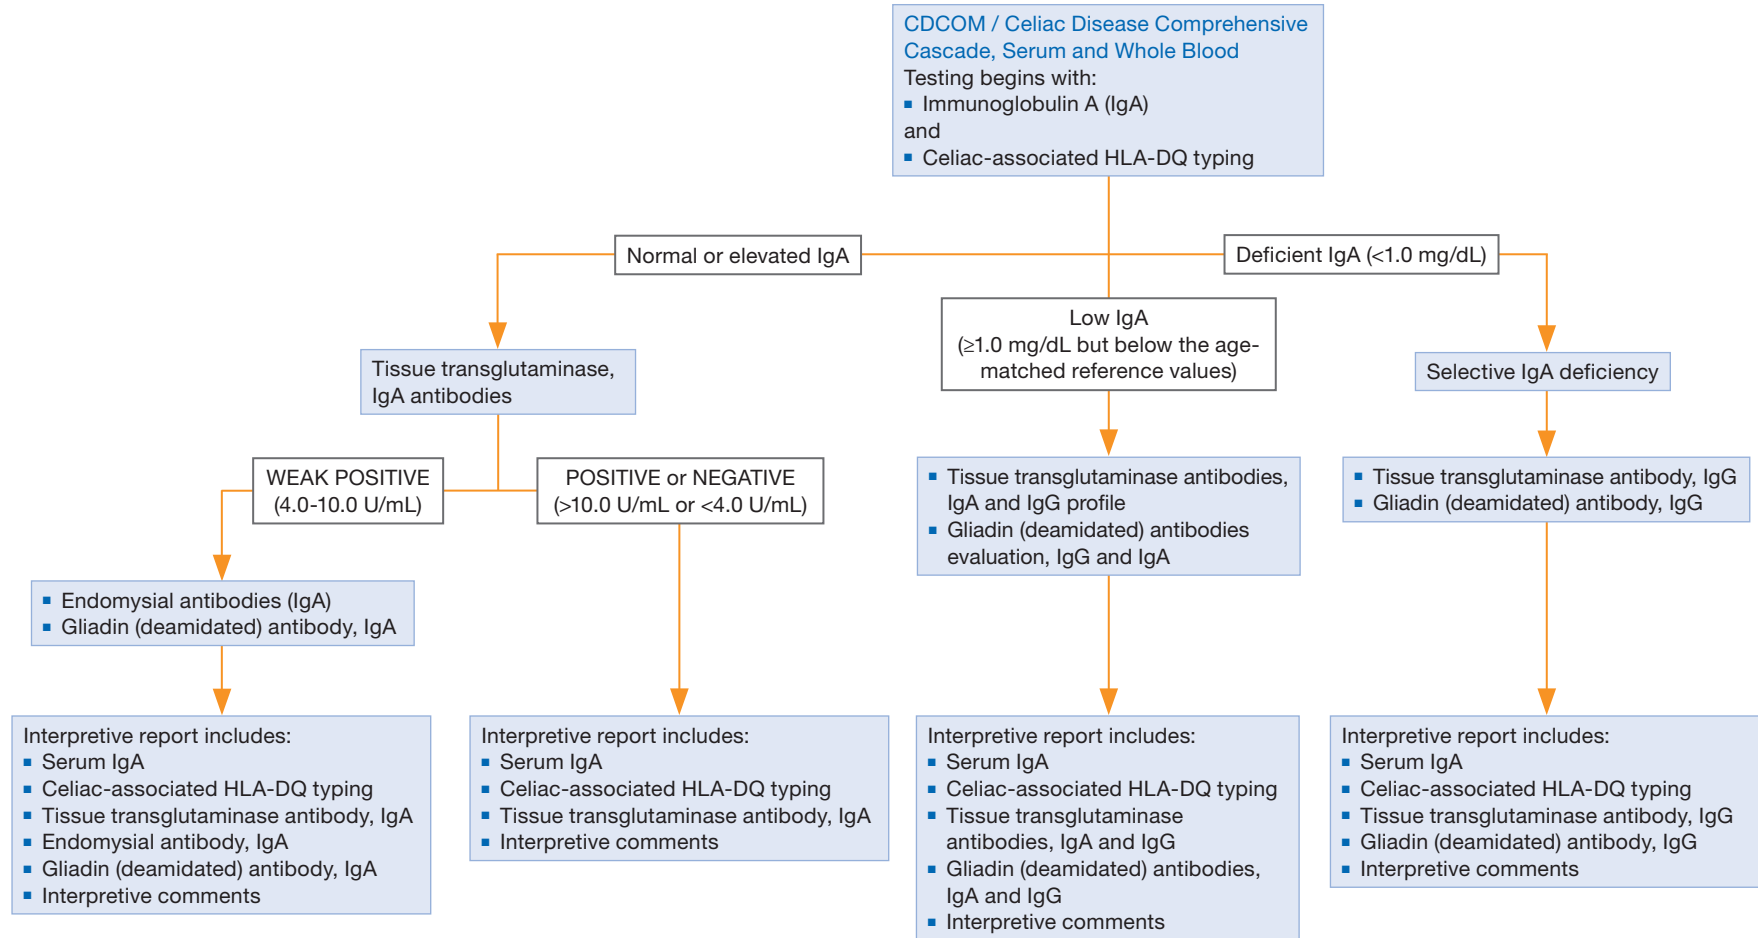 CDCOM / Celiac Disease Comprehensive
Cascade, Serum and Whole Blood
Testing begins with:
▪ Immunoglobulin A (IgA)
and
▪ Celiac-associated HLA-DQ typing
Normal or elevated IgA
Deficient IgA (<1.0 mg/dL)
Low IgA
(≥1.0 mg/dL but below the age-
matched reference values)
Tissue transglutaminase,
IgA antibodies
Selective IgA deficiency
WEAK POSITIVE
(4.0-10.0 U/mL)
POSITIVE or NEGATIVE
(>10.0 U/mL or <4.0 U/mL)
▪ Tissue transglutaminase antibodies,
IgA and IgG profile
▪ Gliadin (deamidated) antibodies
evaluation, IgG and IgA
▪ Tissue transglutaminase antibody, IgG
▪ Gliadin (deamidated) antibody, IgG
▪ Endomysial antibodies (IgA)
▪ Gliadin (deamidated) antibody, IgA
Interpretive report includes:
▪ Serum IgA
▪ Celiac-associated HLA-DQ typing
▪ Tissue transglutaminase antibody, IgA
▪ Endomysial antibody, IgA
▪ Gliadin (deamidated) antibody, IgA
▪ Interpretive comments
Interpretive report includes:
▪ Serum IgA
▪ Celiac-associated HLA-DQ typing
▪ Tissue transglutaminase antibody, IgA
▪ Interpretive comments
Interpretive report includes:
▪ Serum IgA
▪ Celiac-associated HLA-DQ typing
▪ Tissue transglutaminase
antibodies, IgA and IgG
▪ Gliadin (deamidated) antibodies,
IgA and IgG
▪ Interpretive comments
Interpretive report includes:
▪ Serum IgA
▪ Celiac-associated HLA-DQ typing
▪ Tissue transglutaminase antibody, IgG
▪ Gliadin (deamidated) antibody, IgG
▪ Interpretive comments